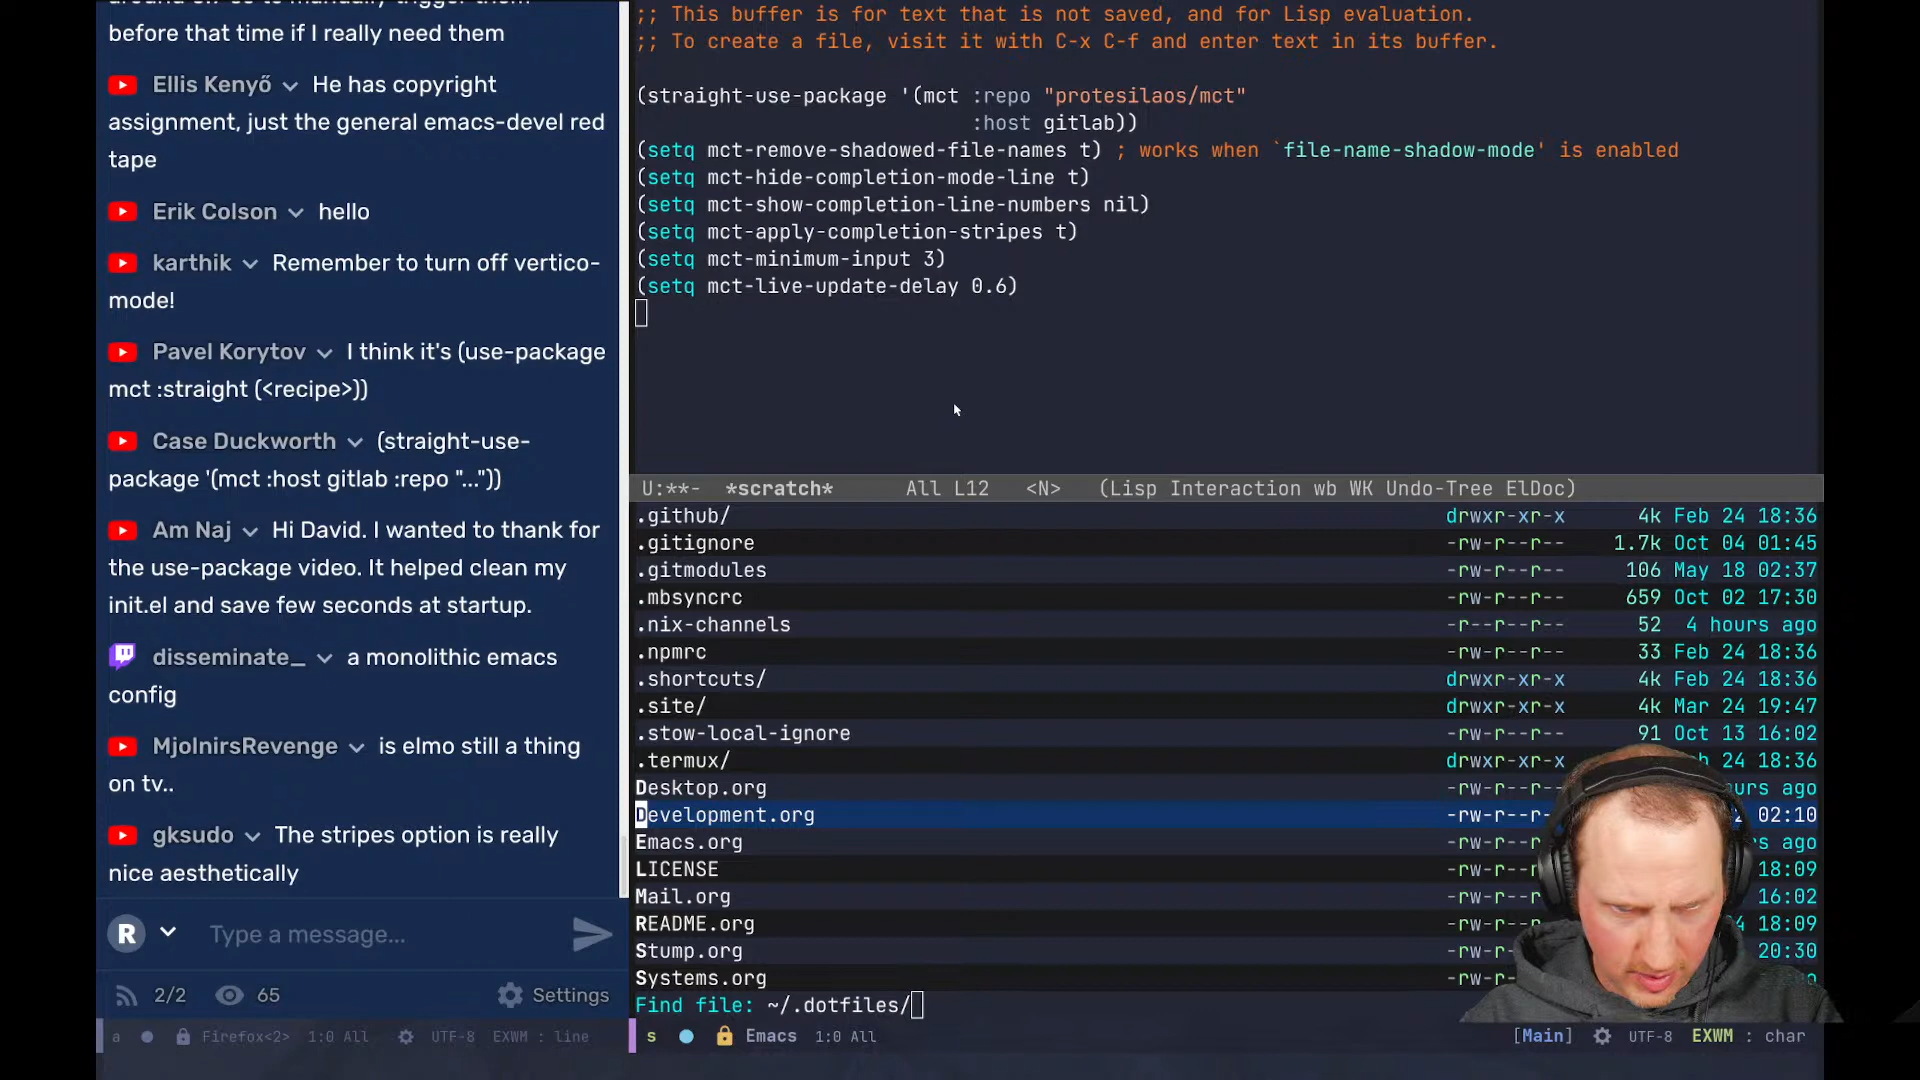 before that time if I really need them
Ellis Kenyő He has copyright
assignment, just the general emacs-devel red
tape
Erik Colson hello
karthik Remember to turn off vertico-
mode!
Pavel Korytov I think it's (use-package
mct :straight (<recipe>))
Case Duckworth (straight-use-
package '(mct :host gitlab :repo "..."))
Am Naj Hi David. I wanted to thank for
the use-package video. It helped clean my
init.el and save few seconds at startup.
disseminate_ a monolithic emacs
config
MjolnirsRevenge is elmo still a thing
on tv..
gksudo The stripes option is really
nice aesthetically
R Type a message...
2/2 65 Settings
a Firefox<2> 1:0 All UTF-8 EXWM : line
;; This buffer is for text that is not saved, and for Lisp evaluation.
;; To create a file, visit it with C-x C-f and enter text in its buffer.
(straight-use-package '(mct :repo "protesilaos/mct"
:host gitlab))
(setq mct-remove-shadowed-file-names t) ; works when `file-name-shadow-mode' is enabled
(setq mct-hide-completion-mode-line t)
(setq mct-show-completion-line-numbers nil)
(setq mct-apply-completion-stripes t)
(setq mct-minimum-input 3)
(setq mct-live-update-delay 0.6)
U:**- *scratch* All L12 <N> (Lisp Interaction wb WK Undo-Tree ElDoc)
.github/ drwxr-xr-x 4k Feb 24 18:36
.gitignore -rw-r--r-- 1.7k Oct 04 01:45
.gitmodules -rw-r--r-- 106 May 18 02:37
.mbsyncrc -rw-r--r-- 659 Oct 02 17:30
.nix-channels -r--r--r-- 52 4 hours ago
.npmrc -rw-r--r-- 33 Feb 24 18:36
.shortcuts/ drwxr-xr-x 4k Feb 24 18:36
.site/ drwxr-xr-x 4k Mar 24 19:47
.stow-local-ignore -rw-r--r-- 91 Oct 13 16:02
.termux/ drwxr-xr-x 24 18:36
Desktop.org -rw-r--r- ago
Development.org -rw-r--r- 02:10
Emacs.org -rw-r--r ago
LICENSE -rw-r--r 18:09
Mail.org -rw-r--r 16:02
README.org -rw-r--r 18:09
Stump.org -rw-r--r 20:30
Systems.org -rw-r--
Find file: ~/.dotfiles/
s Emacs 1:0 All [Main] UTF-8 EXWM : char